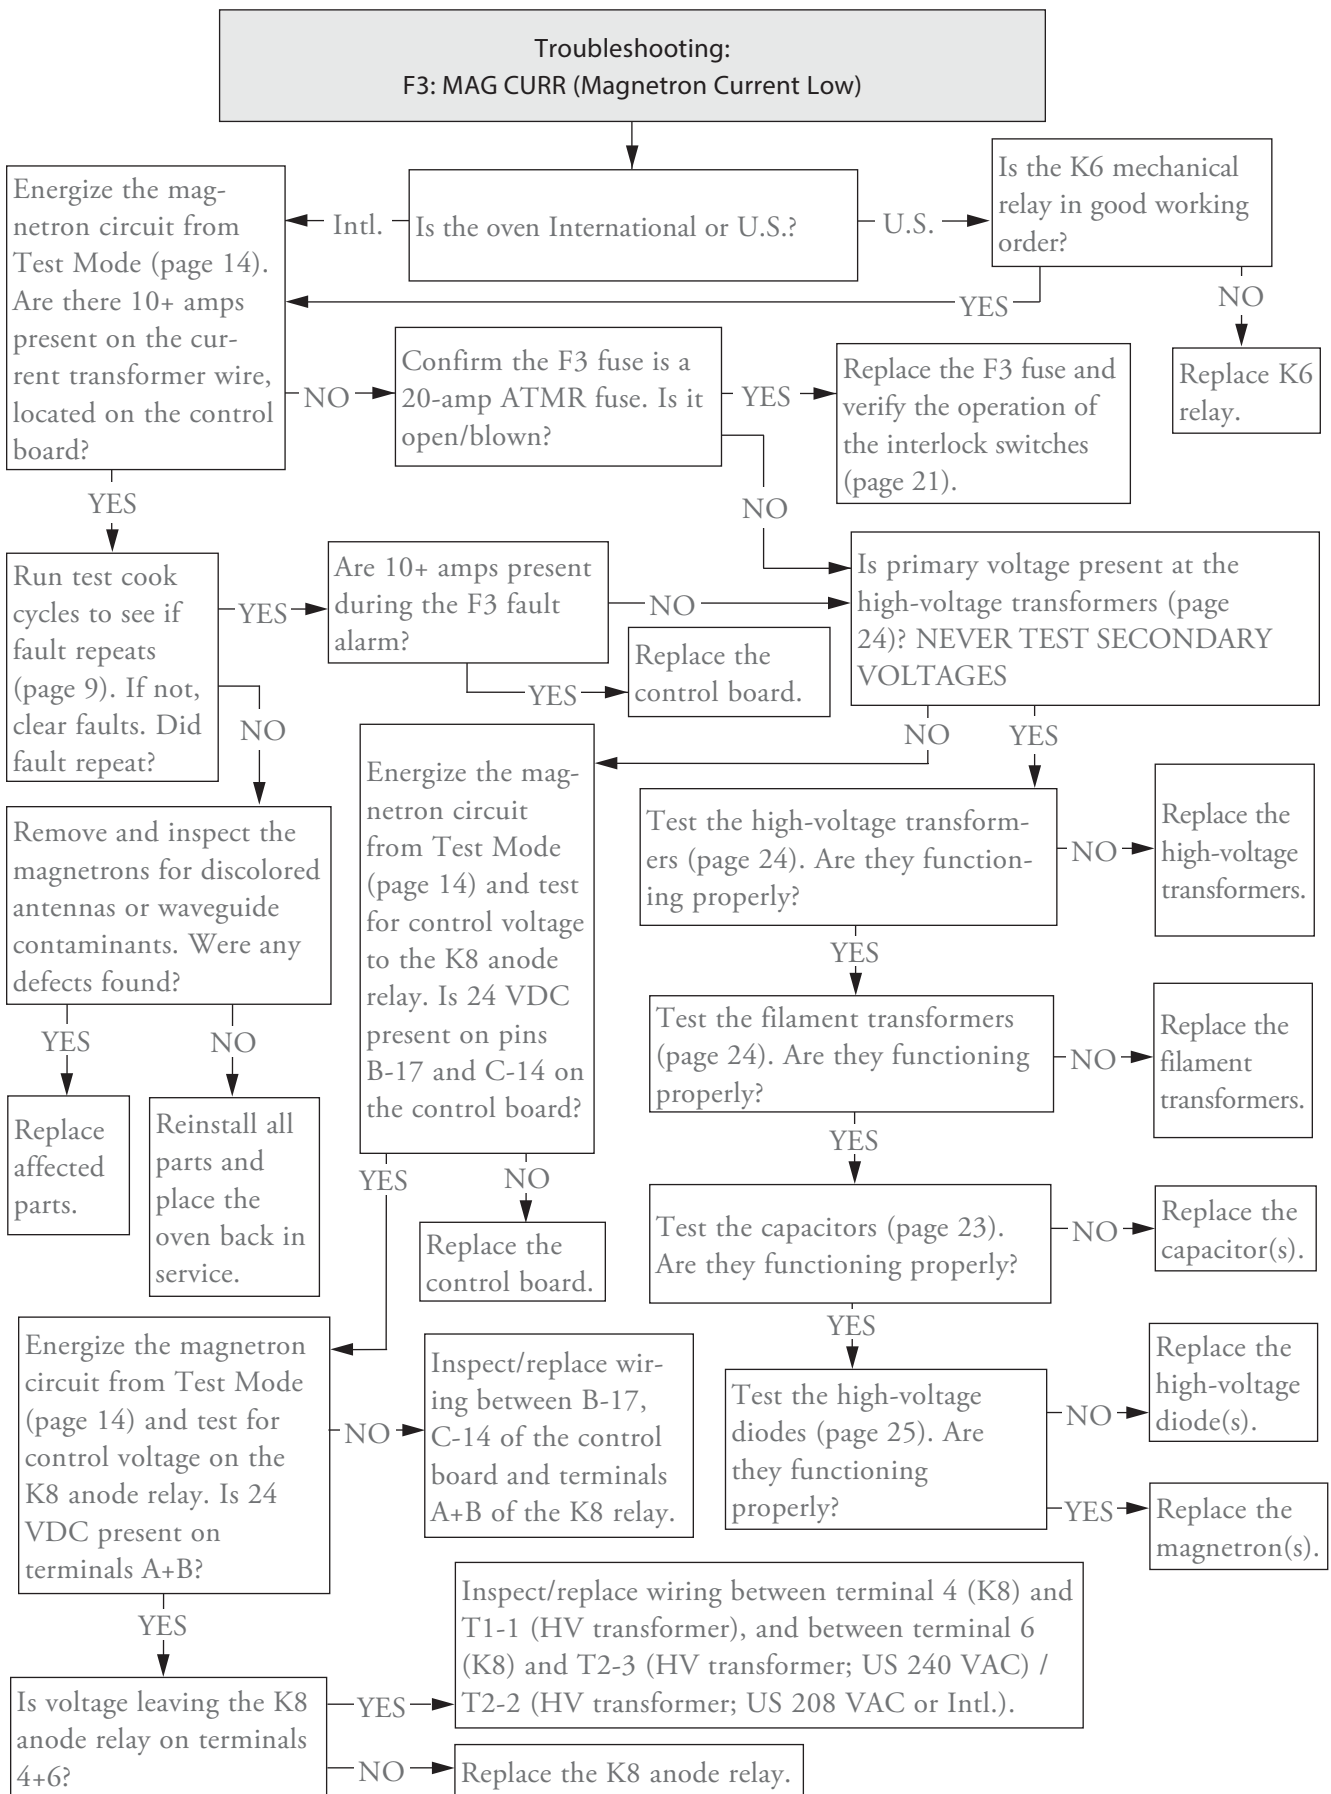 Troubleshooting:
F3: MAG CURR (Magnetron Current Low)
Energize the mag-
netron circuit from
Test Mode (page 14).
Are there 10+ amps
present on the cur-
rent transformer wire,
located on the control
board?
Intl.
Is the oven International or U.S.?
U.S.
Is the K6 mechanical
relay in good working
order?
YES
NO
Replace K6
relay.
NO
Confirm the F3 fuse is a
20-amp ATMR fuse. Is it
open/blown?
YES
Replace the F3 fuse and
verify the operation of
the interlock switches
(page 21).
NO
YES
Run test cook
cycles to see if
fault repeats
(page 9). If not,
clear faults. Did
fault repeat?
YES
Are 10+ amps present
during the F3 fault
alarm?
NO
YES
Replace the
control board.
Is primary voltage present at the
high-voltage transformers (page
24)? NEVER TEST SECONDARY
VOLTAGES
NO
YES
NO
Remove and inspect the
magnetrons for discolored
antennas or waveguide
contaminants. Were any
defects found?
YES
NO
Replace
affected
parts.
Reinstall all
parts and
place the
oven back in
service.
Energize the mag-
netron circuit
from Test Mode
(page 14) and test
for control voltage
to the K8 anode
relay. Is 24 VDC
present on pins
B-17 and C-14 on
the control board?
YES
NO
Replace the
control board.
Test the high-voltage transform-
ers (page 24). Are they function-
ing properly?
NO
Replace the
high-voltage
transformers.
YES
Test the filament transformers
(page 24). Are they functioning
properly?
NO
Replace the
filament
transformers.
YES
Test the capacitors (page 23).
Are they functioning properly?
NO
Replace the
capacitor(s).
YES
Test the high-voltage
diodes (page 25). Are
they functioning
properly?
NO
Replace the
high-voltage
diode(s).
YES
Replace the
magnetron(s).
Energize the magnetron
circuit from Test Mode
(page 14) and test for
control voltage on the
K8 anode relay. Is 24
VDC present on
terminals A+B?
NO
Inspect/replace wir-
ing between B-17,
C-14 of the control
board and terminals
A+B of the K8 relay.
YES
Is voltage leaving the K8
anode relay on terminals
4+6?
YES
Inspect/replace wiring between terminal 4 (K8) and
T1-1 (HV transformer), and between terminal 6
(K8) and T2-3 (HV transformer; US 240 VAC) /
T2-2 (HV transformer; US 208 VAC or Intl.).
NO
Replace the K8 anode relay.